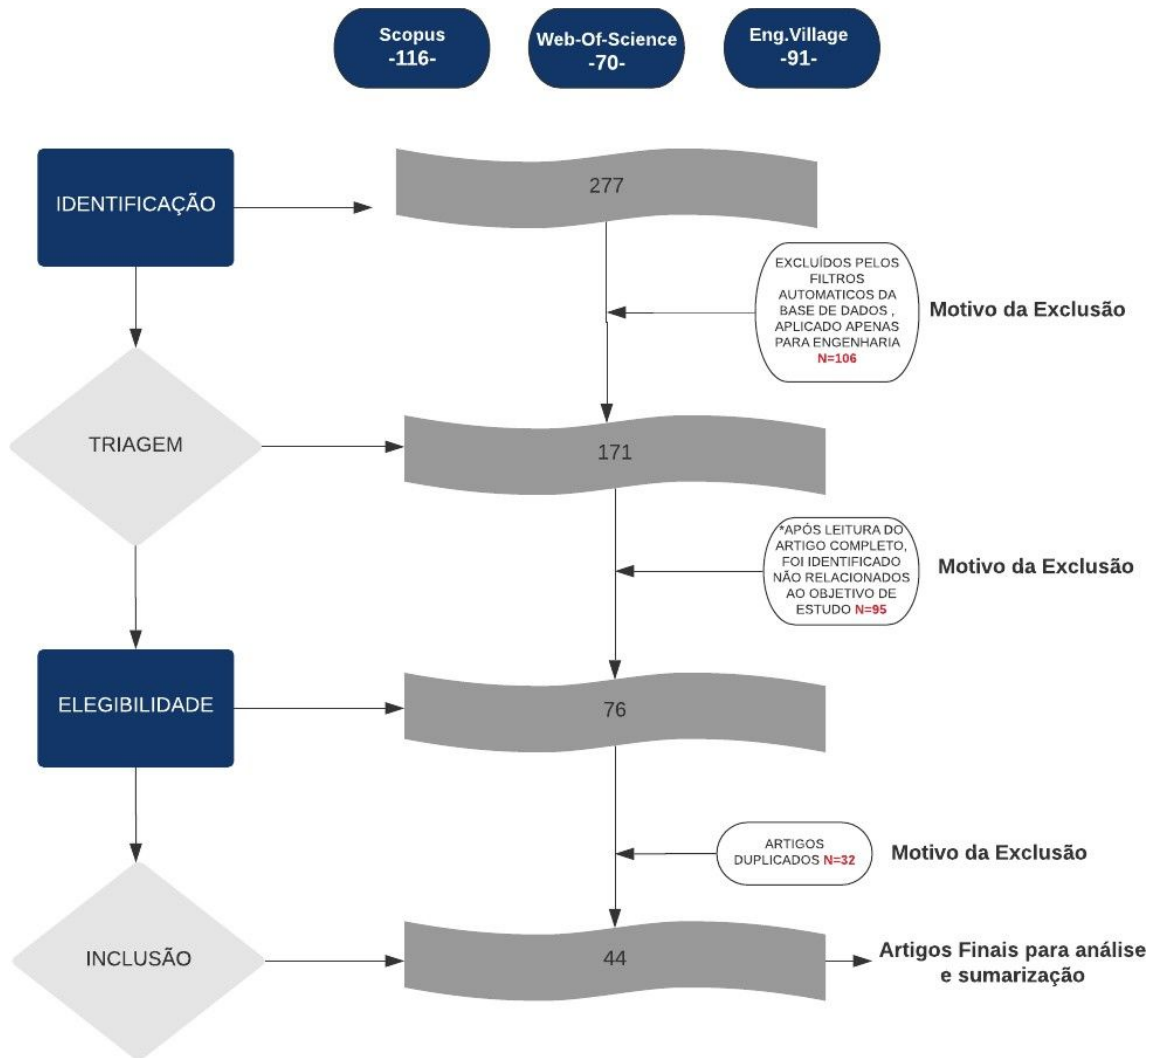 Scopus
-116-
Web-Of-Science
-70-
Eng.Village
-91-
IDENTIFICAÇÃO
277
EXCLUÍDOS PELOS
FILTROS
AUTOMATICOS DA
BASE DE DADOS ,
APLICADO APENAS
PARA ENGENHARIA
N=106
Motivo da Exclusão
TRIAGEM
171
*APÓS LEITURA DO
ARTIGO COMPLETO,
FOI IDENTIFICADO
NÃO RELACIONADOS
AO OBJETIVO DE
ESTUDO N=95
Motivo da Exclusão
ELEGIBILIDADE
76
ARTIGOS
DUPLICADOS N=32
Motivo da Exclusão
INCLUSÃO
44
Artigos Finais para análise
e sumarização